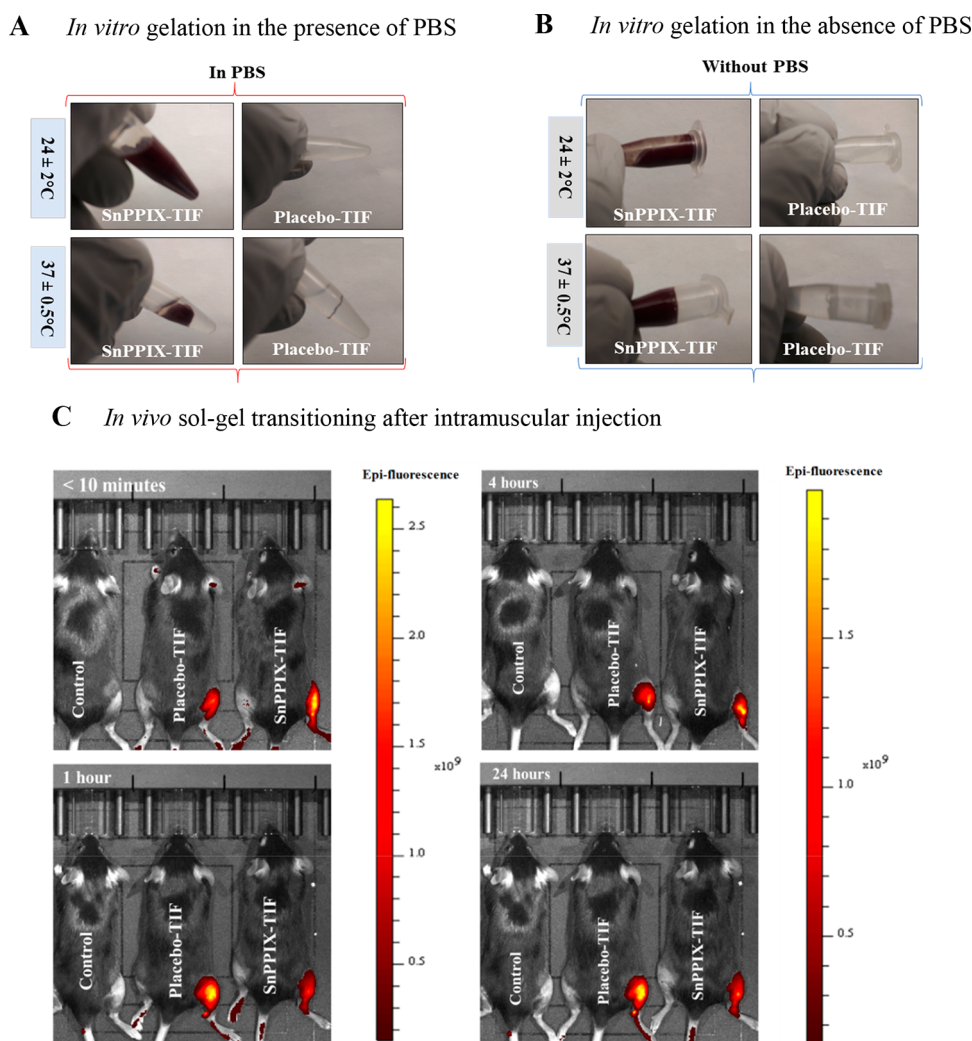 A In vitro gelation in the presence of PBS
In PBS
24 ± 2°C
SnPPIX-TIF
Placebo-TIF
37 ± 0.5°C
SnPPIX-TIF
Placebo-TIF
B In vitro gelation in the absence of PBS
Without PBS
24 ± 2°C
SnPPIX-TIF
Placebo-TIF
37 ± 0.5°C
SnPPIX-TIF
Placebo-TIF
C In vivo sol-gel transitioning after intramuscular injection
< 10 minutes
Control
Placebo-TIF
SnPPIX-TIF
1 hour
Control
Placebo-TIF
SnPPIX-TIF
Epi-fluorescence
2.5
2.0
1.5
x10⁹
1.0
0.5
4 hours
Control
Placebo-TIF
SnPPIX-TIF
24 hours
Control
Placebo-TIF
SnPPIX-TIF
Epi-fluorescence
1.5
1.0
x10⁹
0.5